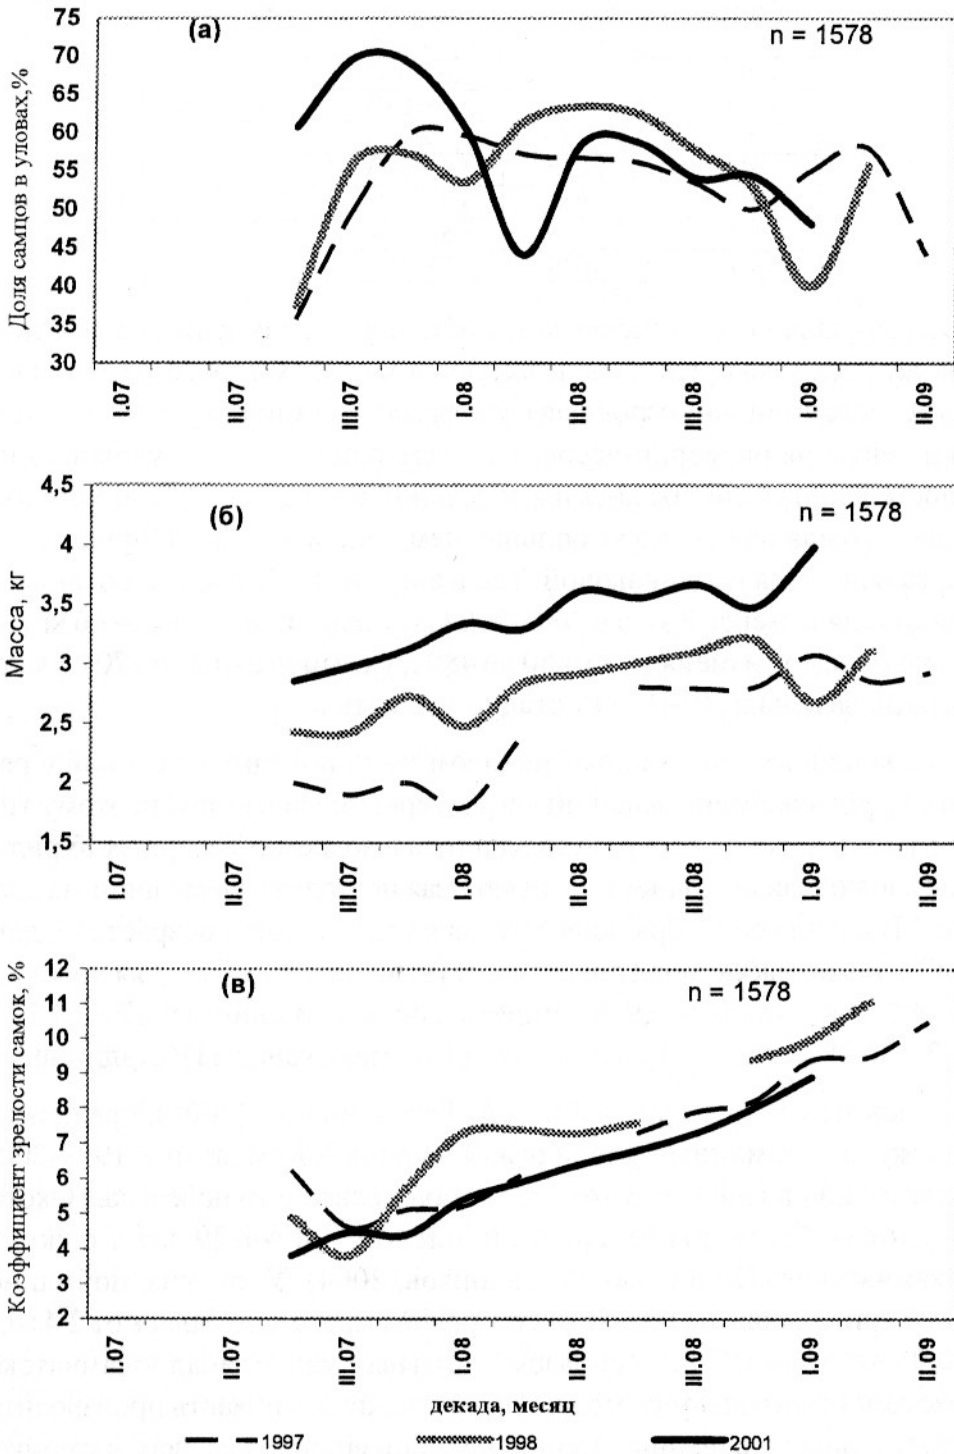 (а)
n = 1578
Доля самцов в уловах,%
75
70
65
60
55
50
45
40
35
30
I.07
II.07
III.07
I.08
II.08
III.08
I.09
II.09
(б)
n = 1578
Масса, кг
4,5
4
3,5
3
2,5
2
1,5
I.07
II.07
III.07
I.08
II.08
III.08
I.09
II.09
(в)
n = 1578
Коэффициент зрелости самок, %
12
11
10
9
8
7
6
5
4
3
2
I.07
II.07
III.07
I.08
II.08
III.08
I.09
II.09
декада, месяц
1997 1998 2001